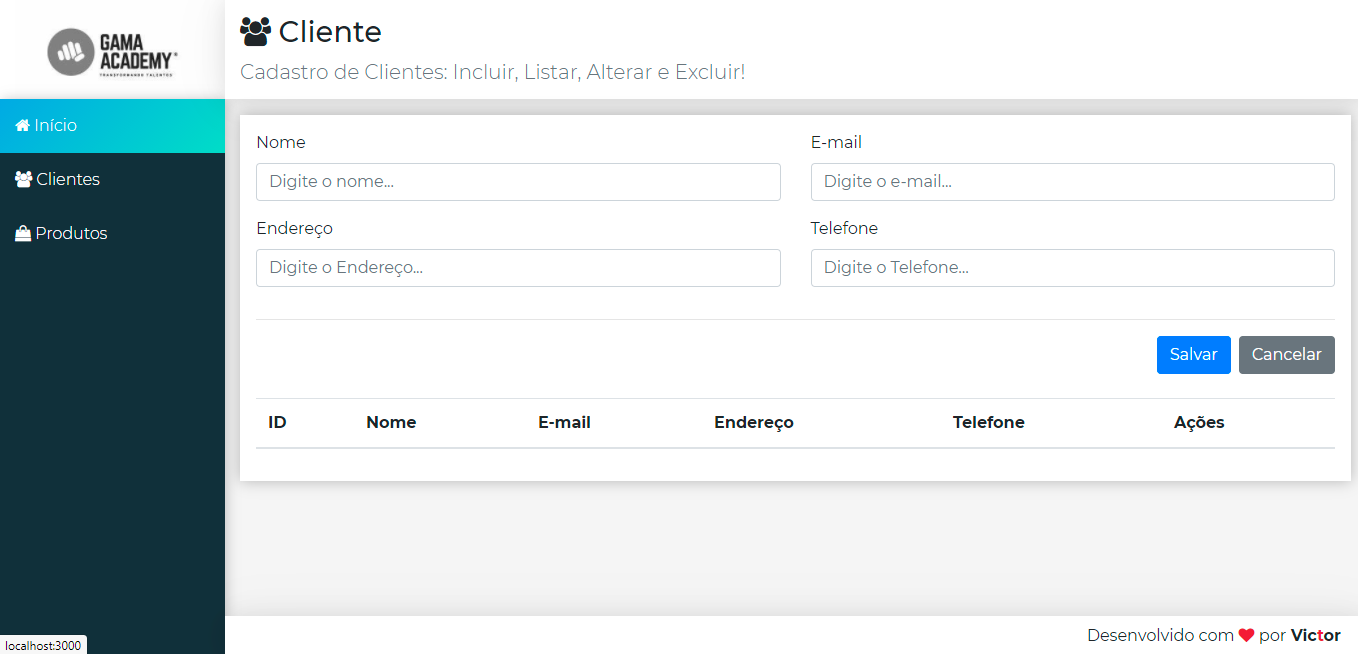 GAMA
ACADEMY
TRANSFORMANDO TALENTOS
Cliente
Cadastro de Clientes: Incluir, Listar, Alterar e Excluir!
Início
Clientes
Produtos
Nome E-mail
Digite o nome... Digite o e-mail...
Endereço Telefone
Digite o Endereço... Digite o Telefone...
Salvar Cancelar
ID Nome E-mail Endereço Telefone Ações
Desenvolvido com por Victor
localhost:3000